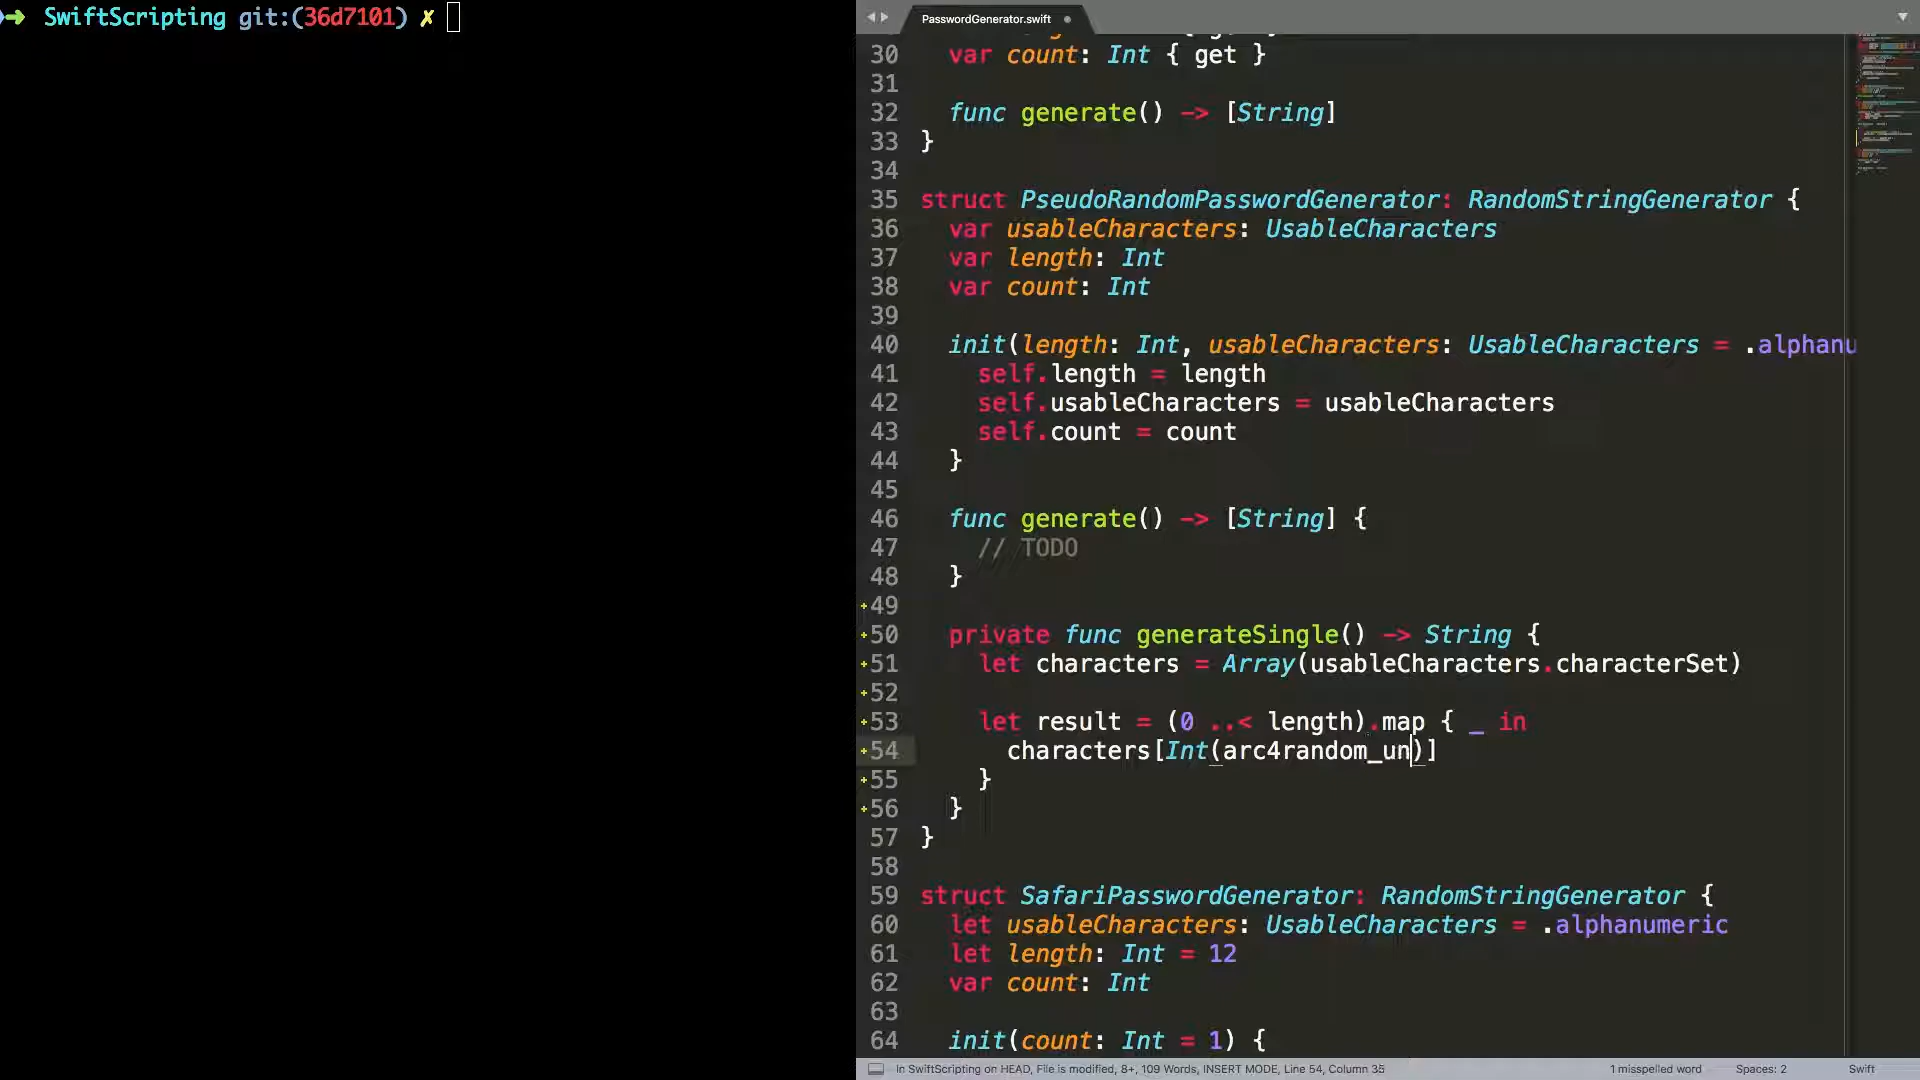 ➜ SwiftScripting git:(36d7101) ✗
PasswordGenerator.swift
30 var count: Int { get }
31
32 func generate() -> [String]
33 }
34
35 struct PseudoRandomPasswordGenerator: RandomStringGenerator {
36 var usableCharacters: UsableCharacters
37 var length: Int
38 var count: Int
39
40 init(length: Int, usableCharacters: UsableCharacters = .alphanu
41 self.length = length
42 self.usableCharacters = usableCharacters
43 self.count = count
44 }
45
46 func generate() -> [String] {
47 // TODO
48 }
49
50 private func generateSingle() -> String {
51 let characters = Array(usableCharacters.characterSet)
52
53 let result = (0 ..< length).map { _ in
54 characters[Int(arc4random_un)]
55 }
56 }
57 }
58
59 struct SafariPasswordGenerator: RandomStringGenerator {
60 let usableCharacters: UsableCharacters = .alphanumeric
61 let length: Int = 12
62 var count: Int
63
64 init(count: Int = 1) {
In SwiftScripting on HEAD, File is modified, 8+, 109 Words, INSERT MODE, Line 54, Column 35
1 misspelled word
Spaces: 2
Swift